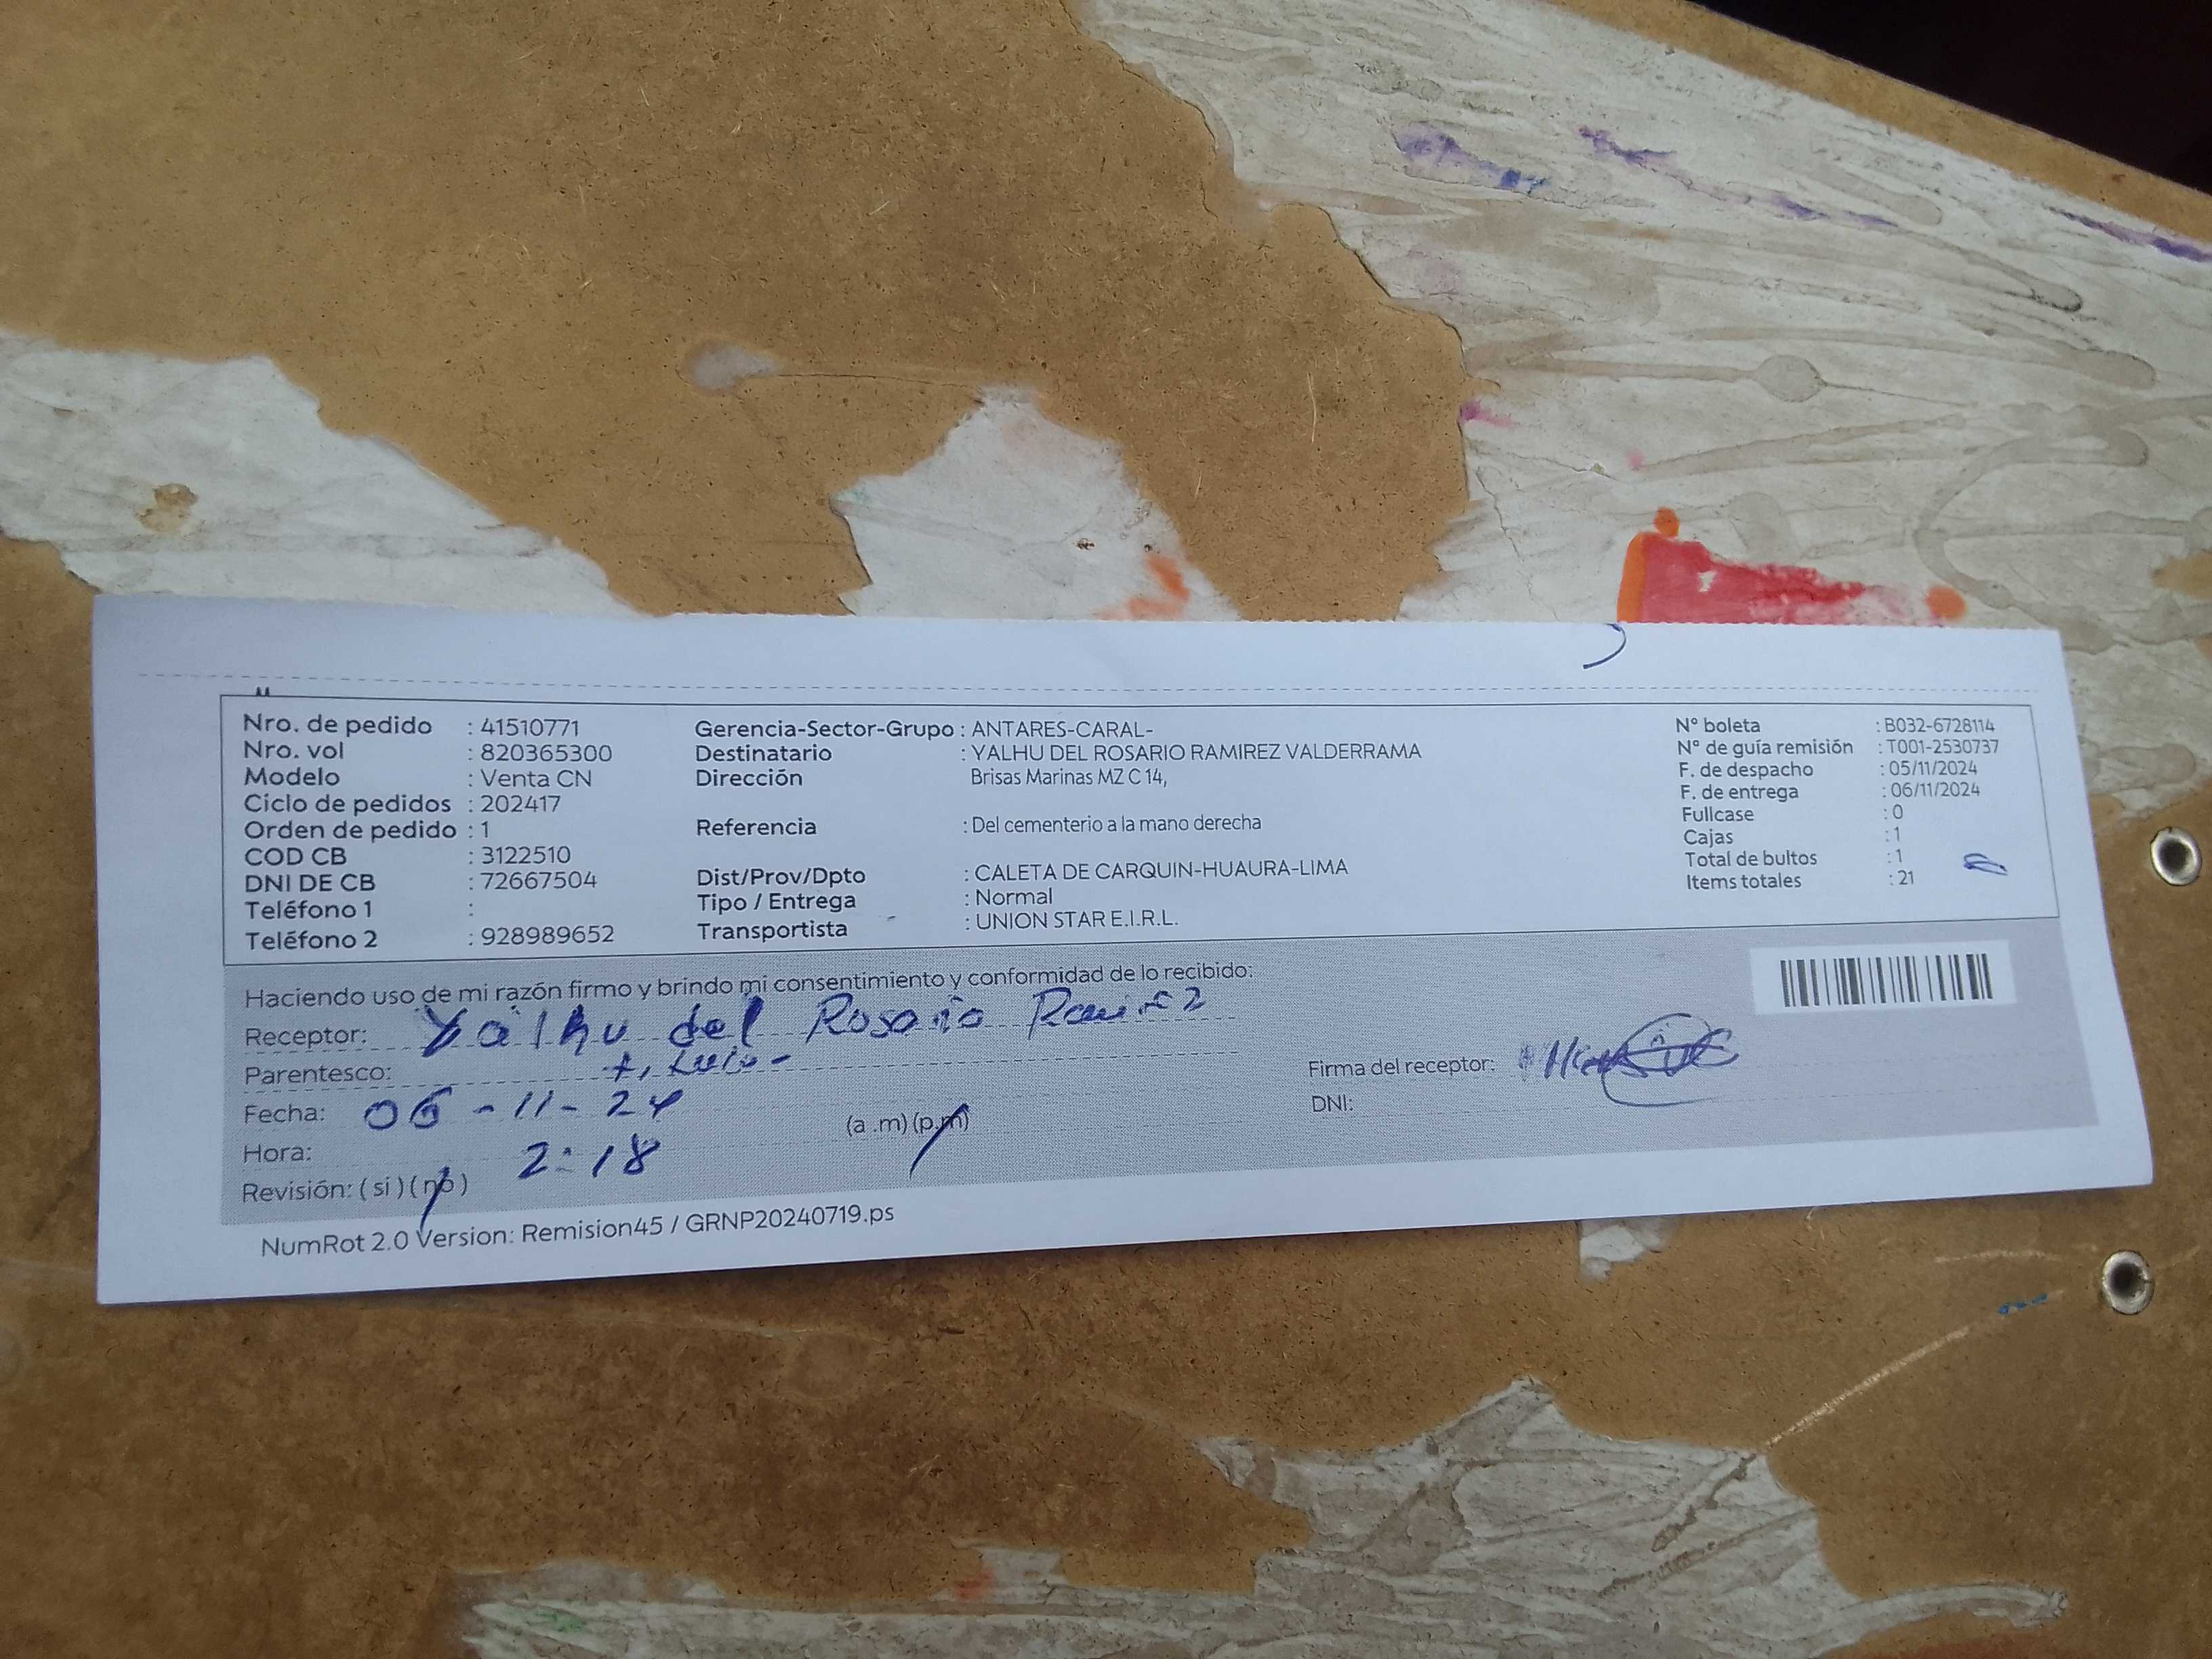 Nro. de pedido : 41510771
Nro. vol : 820365300
Modelo : Venta CN
Ciclo de pedidos : 202417
Orden de pedido : 1
COD CB : 3122510
DNI DE CB : 72667504
Teléfono 1 :
Teléfono 2 : 928989652
Gerencia-Sector-Grupo : ANTARES-CARAL-
Destinatario : YALHU DEL ROSARIO RAMIREZ VALDERRAMA
Dirección Brisas Marinas MZ C 14,
Referencia : Del cementerio a la mano derecha
Dist/Prov/Dpto : CALETA DE CARQUIN-HUAURA-LIMA
Tipo / Entrega : Normal
Transportista : UNION STAR E.I.R.L.
N° boleta : B032-6728114
N° de guía remisión : T001-2530737
F. de despacho : 05/11/2024
F. de entrega : 06/11/2024
Fullcase : 0
Cajas : 1
Total de bultos : 1
Items totales : 21
Haciendo uso de mi razón firmo y brindo mi consentimiento y conformidad de lo recibido:
Receptor: Yalhu del Rosario Ramirez
Parentesco:
Fecha: 06-11-24
Hora: 2:18 (a .m) (p.m)
Revisión: ( si ) ( no )
Firma del receptor:
DNI:
NumRot 2.0 Version: Remision45 / GRNP20240719.ps